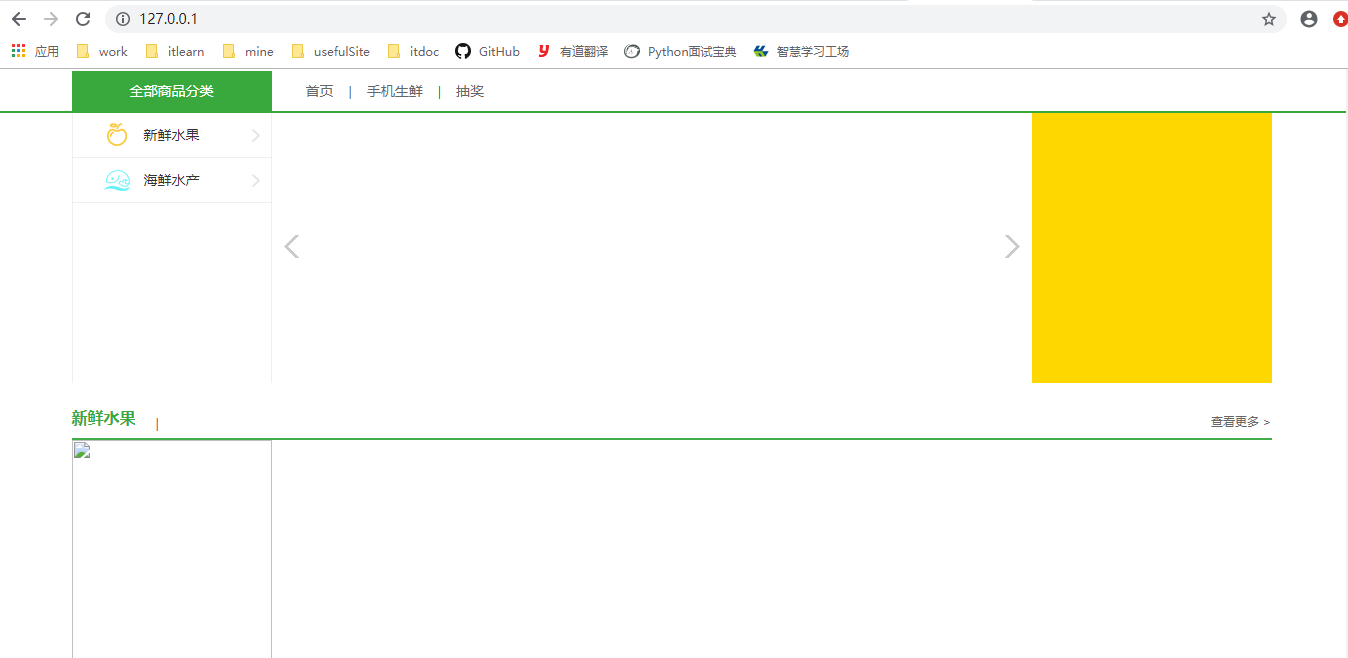 127.0.0.1
应用 work itlearn mine usefulSite itdoc GitHub 有道翻译 Python面试宝典 智慧学习工场
全部商品分类 首页 | 手机生鲜 | 抽奖
新鲜水果
海鲜水产
新鲜水果 | 查看更多 >